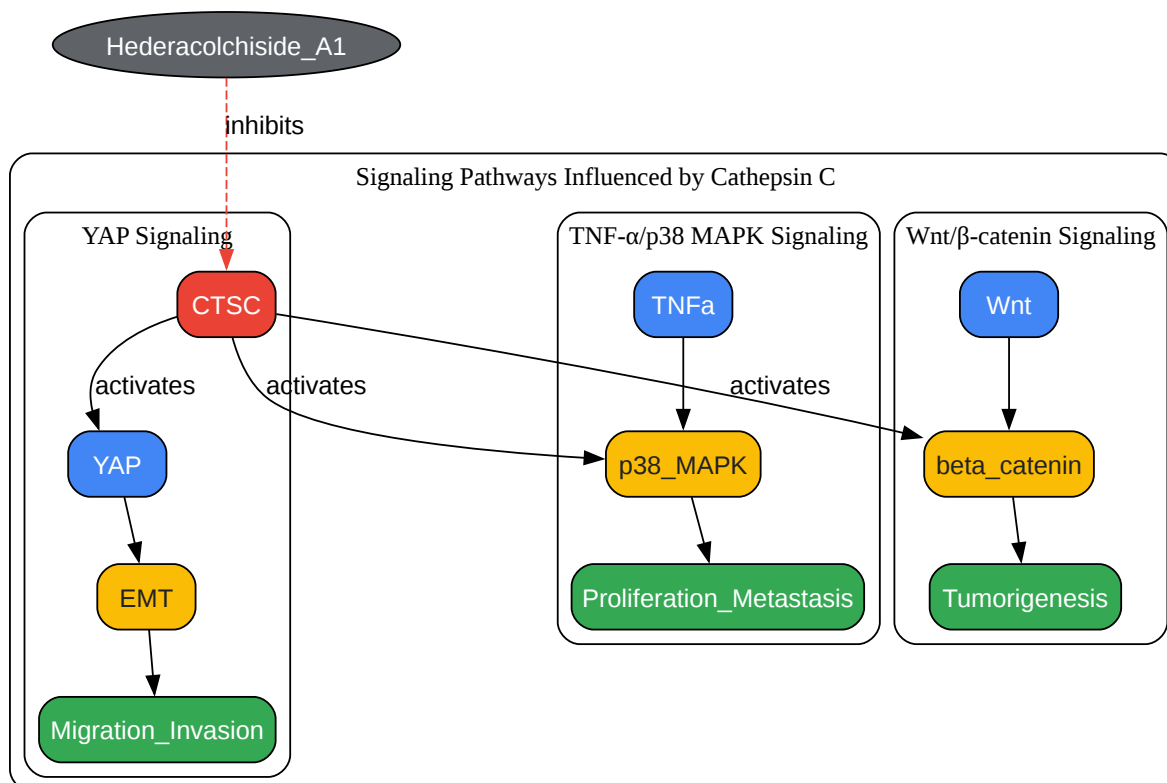 Hederacolchiside_A1
inhibits
Signaling Pathways Influenced by Cathepsin C
YAP Signaling
TNF-α/p38 MAPK Signaling
Wnt/β-catenin Signaling
CTSC
TNFa
Wnt
activates
activates
activates
YAP
p38_MAPK
beta_catenin
EMT
Proliferation_Metastasis
Tumorigenesis
Migration_Invasion